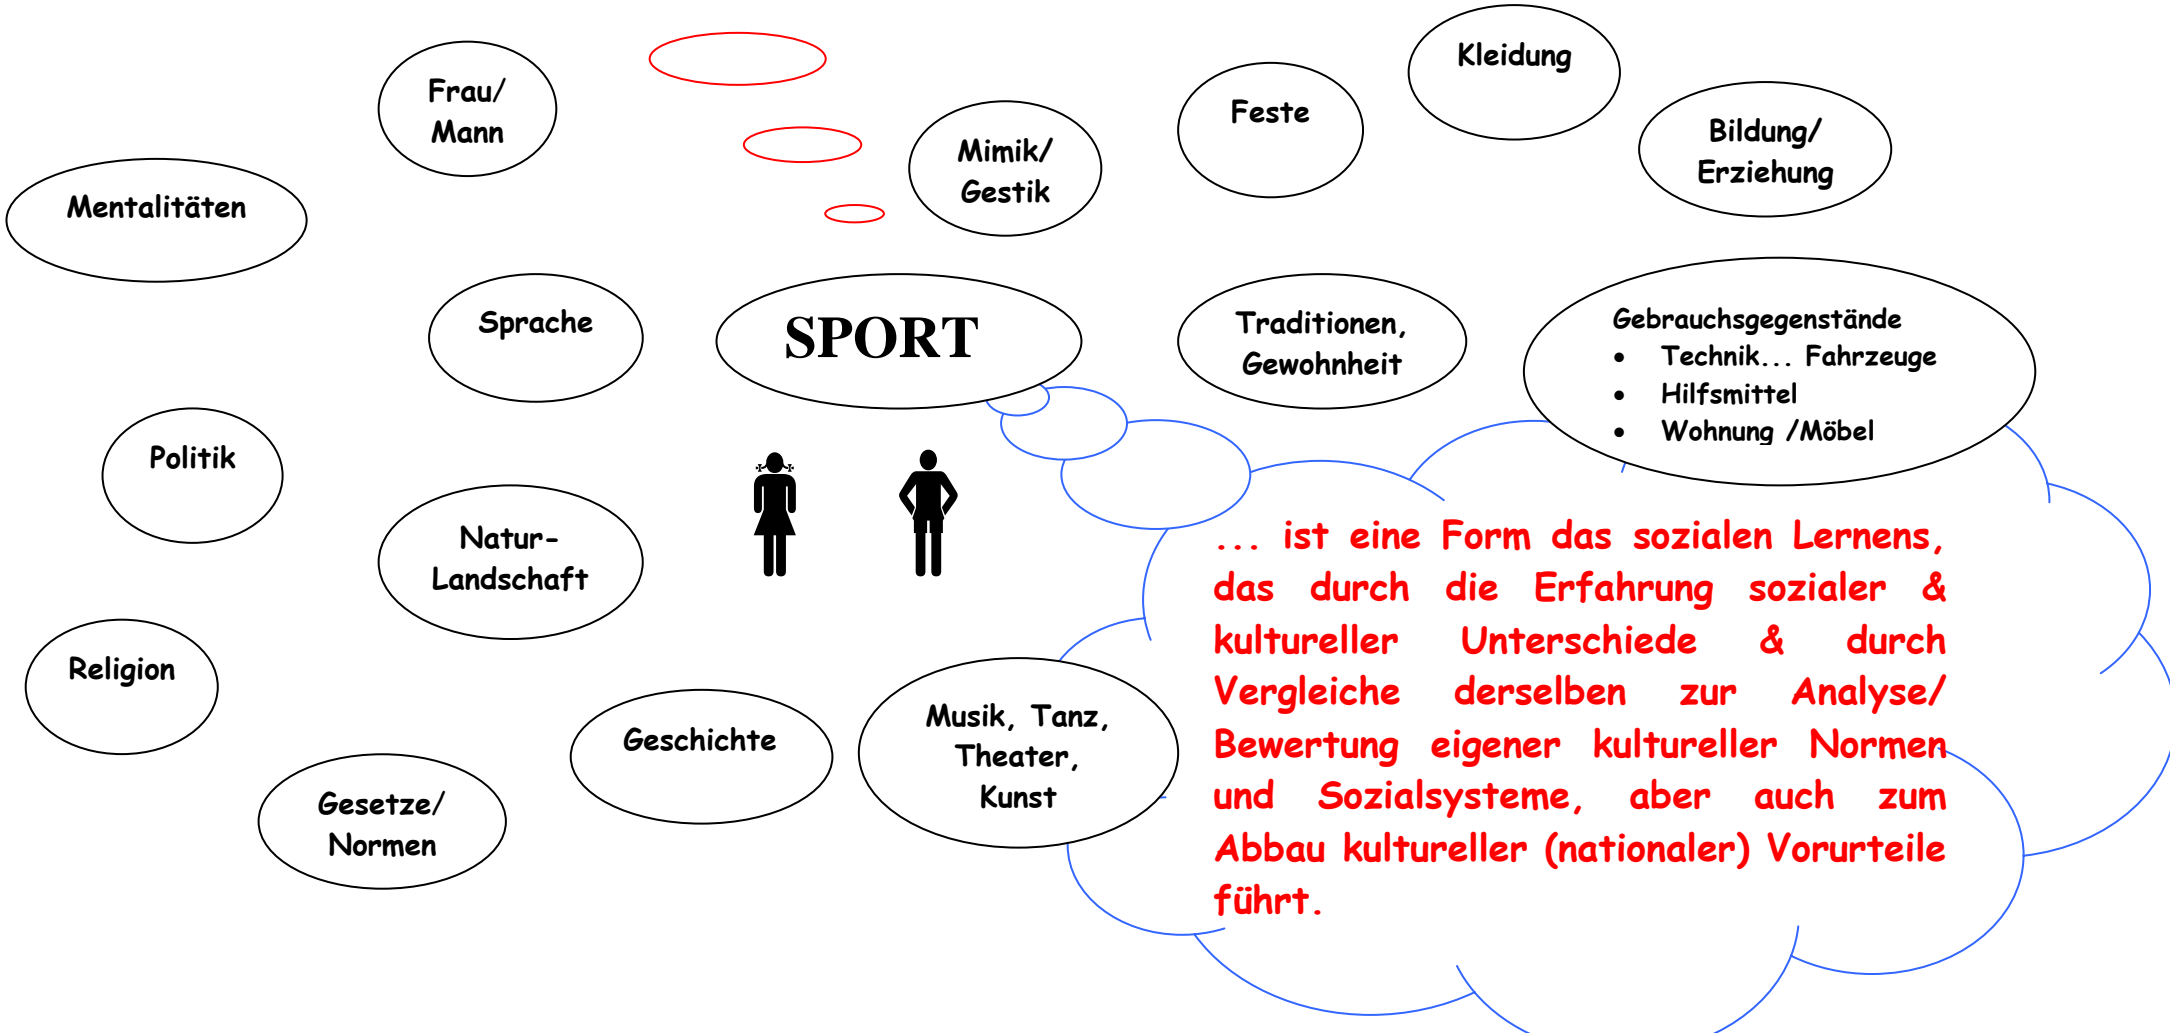 Kleidung
Frau/
Mann
Feste
Bildung/
Erziehung
Mimik/
Gestik
Mentalitäten
Sprache
SPORT
Traditionen,
Gewohnheit
Gebrauchsgegenstände
• Technik... Fahrzeuge
• Hilfsmittel
• Wohnung /Möbel
Politik
Natur-
Landschaft
... ist eine Form das sozialen Lernens,
das durch die Erfahrung sozialer &
kultureller Unterschiede & durch
Vergleiche derselben zur Analyse/
Bewertung eigener kultureller Normen
und Sozialsysteme, aber auch zum
Abbau kultureller (nationaler) Vorurteile
führt.
Religion
Geschichte
Musik, Tanz,
Theater,
Kunst
Gesetze/
Normen